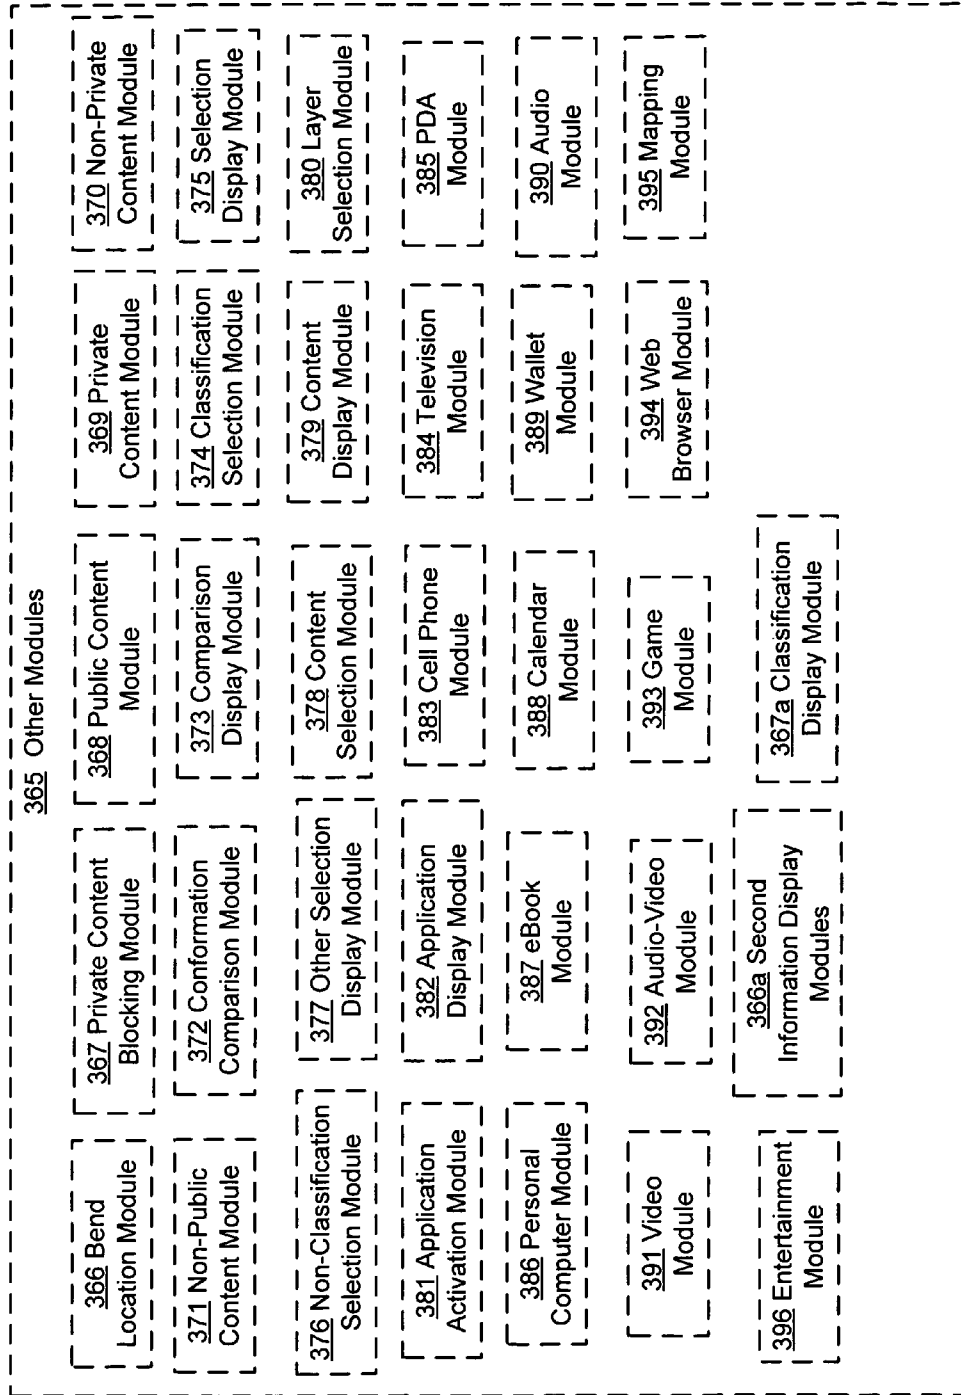 365 Other Modules
366 Bend
Location Module
367 Private Content
Blocking Module
368 Public Content
Module
369 Private
Content Module
370 Non-Private
Content Module
371 Non-Public
Content Module
372 Conformation
Comparison Module
373 Comparison
Display Module
374 Classification
Selection Module
375 Selection
Display Module
376 Non-Classification
Selection Module
377 Other Selection
Display Module
378 Content
Selection Module
379 Content
Display Module
380 Layer
Selection Module
381 Application
Activation Module
382 Application
Display Module
383 Cell Phone
Module
384 Television
Module
385 PDA
Module
386 Personal
Computer Module
387 eBook
Module
388 Calendar
Module
389 Wallet
Module
390 Audio
Module
391 Video
Module
392 Audio-Video
Module
393 Game
Module
394 Web
Browser Module
395 Mapping
Module
396 Entertainment
Module
366a Second
Information Display
Modules
367a Classification
Display Module